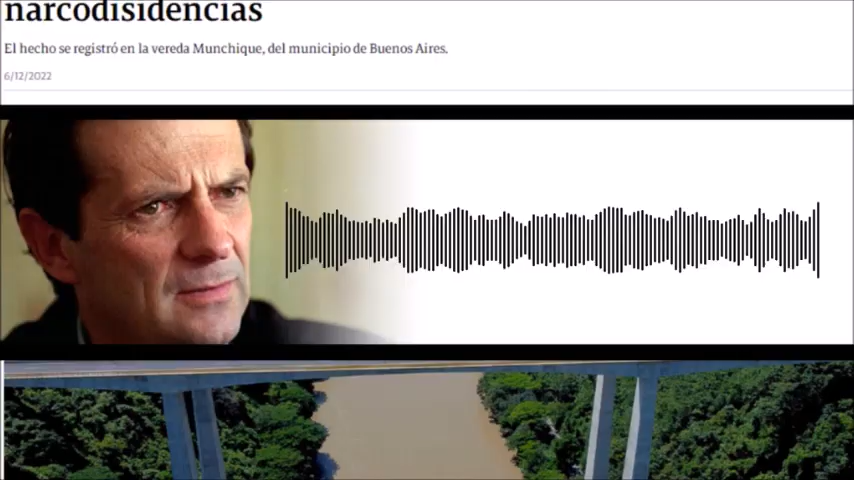 narcodisidencias
El hecho se registró en la vereda Munchique, del municipio de Buenos Aires.
6/12/2022